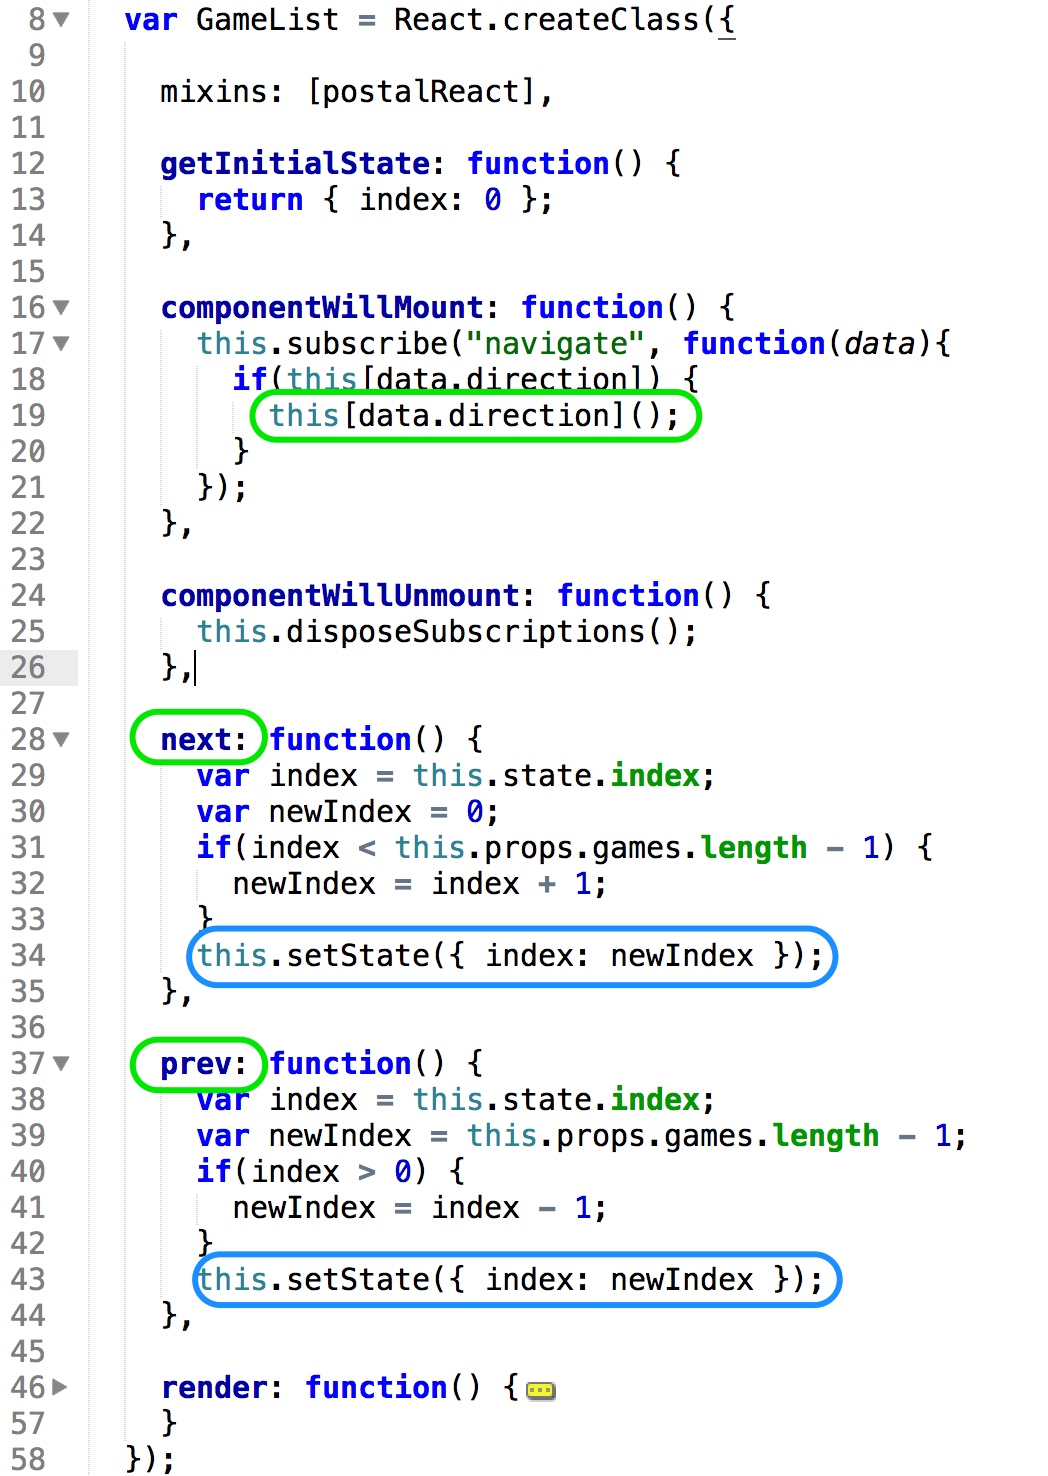 8 var GameList = React.createClass({
9
10 mixins: [postalReact],
11
12 getInitialState: function() {
13 return { index: 0 };
14 },
15
16 componentWillMount: function() {
17 this.subscribe("navigate", function(data){
18 if(this[data.direction]) {
19 this[data.direction]();
20 }
21 });
22 },
23
24 componentWillUnmount: function() {
25 this.disposeSubscriptions();
26 },
27
28 next: function() {
29 var index = this.state.index;
30 var newIndex = 0;
31 if(index < this.props.games.length - 1) {
32 newIndex = index + 1;
33 }
34 this.setState({ index: newIndex });
35 },
36
37 prev: function() {
38 var index = this.state.index;
39 var newIndex = this.props.games.length - 1;
40 if(index > 0) {
41 newIndex = index - 1;
42 }
43 this.setState({ index: newIndex });
44 },
45
46 render: function() {
57 }
58 });